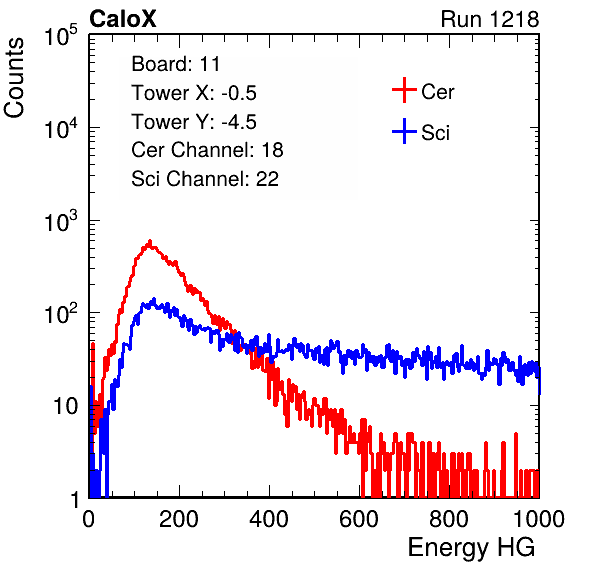 CaloX
Run 1218
Counts
10^5
10^4
10^3
10^2
10
1
Board: 11
Tower X: -0.5
Tower Y: -4.5
Cer Channel: 18
Sci Channel: 22
Cer
Sci
0 200 400 600 800 1000
Energy HG